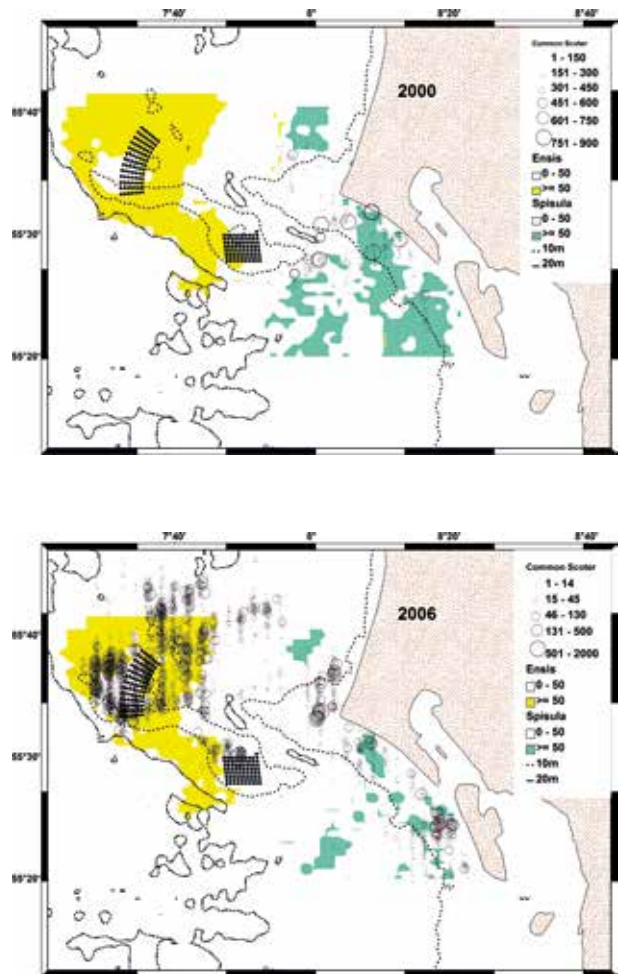 7°40' 8° 8°20' 8°40'
55°40'
55°30'
55°20'
2000
Common Scoter
1 - 150
151 - 300
301 - 450
451 - 600
601 - 750
751 - 900
Ensis
0 - 50
>= 50
Spisula
0 - 50
>= 50
10m
20m
7°40' 8° 8°20' 8°40'
55°40'
55°30'
55°20'
2006
Common Scoter
1 - 14
15 - 45
46 - 130
131 - 500
501 - 2000
Ensis
0 - 50
>= 50
Spisula
0 - 50
>= 50
10m
20m